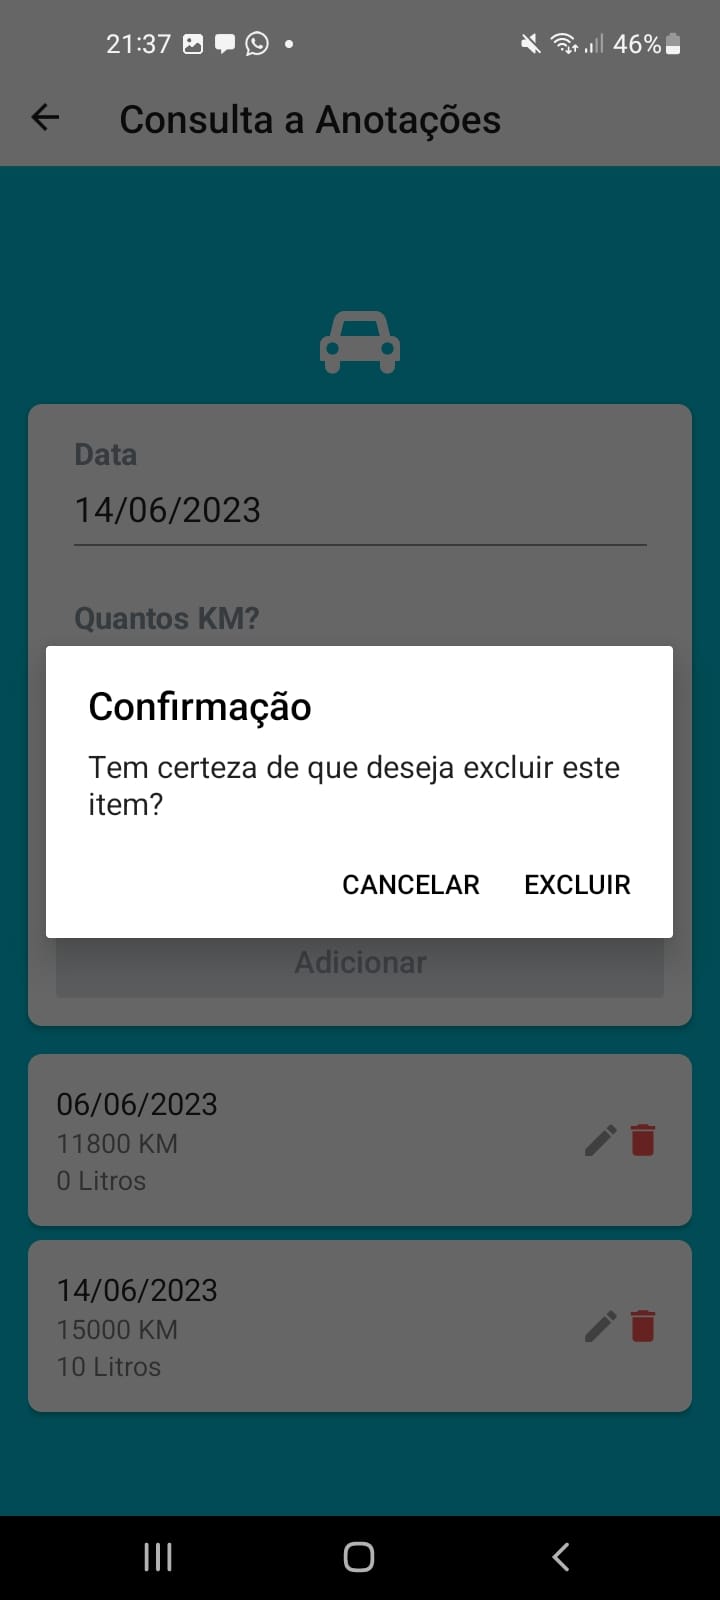 21:37
46%
Consulta a Anotações
Data
14/06/2023
Quantos KM?
Confirmação
Tem certeza de que deseja excluir este
item?
CANCELAR EXCLUIR
Adicionar
06/06/2023
11800 KM
0 Litros
14/06/2023
15000 KM
10 Litros